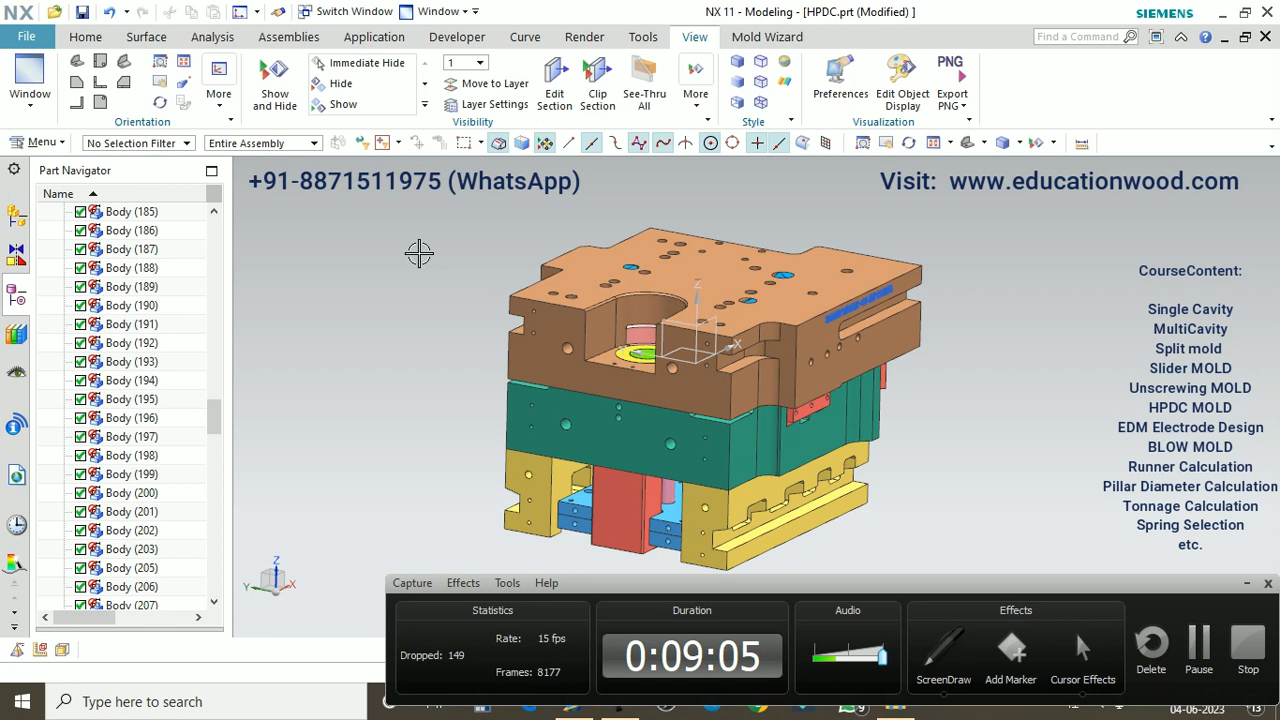 NX
Switch Window
Window
NX 11 - Modeling - [HPDC.prt (Modified) ]
SIEMENS
File
Home
Surface
Analysis
Assemblies
Application
Developer
Curve
Render
Tools
View
Mold Wizard
Find a Command
Window
More
Orientation
Show and Hide
Immediate Hide
Hide
Show
1
Move to Layer
Layer Settings
Visibility
Edit Section
Clip Section
See-Thru All
More
Style
Preferences
Edit Object Display
PNG
Export PNG
Visualization
Menu
No Selection Filter
Entire Assembly
Part Navigator
Name
Body (185)
Body (186)
Body (187)
Body (188)
Body (189)
Body (190)
Body (191)
Body (192)
Body (193)
Body (194)
Body (195)
Body (196)
Body (197)
Body (198)
Body (199)
Body (200)
Body (201)
Body (202)
Body (203)
Body (205)
Body (206)
Body (207)
+91-8871511975 (WhatsApp)
Visit: www.educationwood.com
Z
X
Z
Y
X
CourseContent:
Single Cavity
MultiCavity
Split mold
Slider MOLD
Unscrewing MOLD
HPDC MOLD
EDM Electrode Design
BLOW MOLD
Runner Calculation
Pillar Diameter Calculation
Tonnage Calculation
Spring Selection
etc.
Capture
Effects
Tools
Help
Statistics
Rate: 15 fps
Dropped: 149
Frames: 8177
Duration
0:09:05
Audio
Effects
ScreenDraw
Add Marker
Cursor Effects
Delete
Pause
Stop
Type here to search
04-06-2023